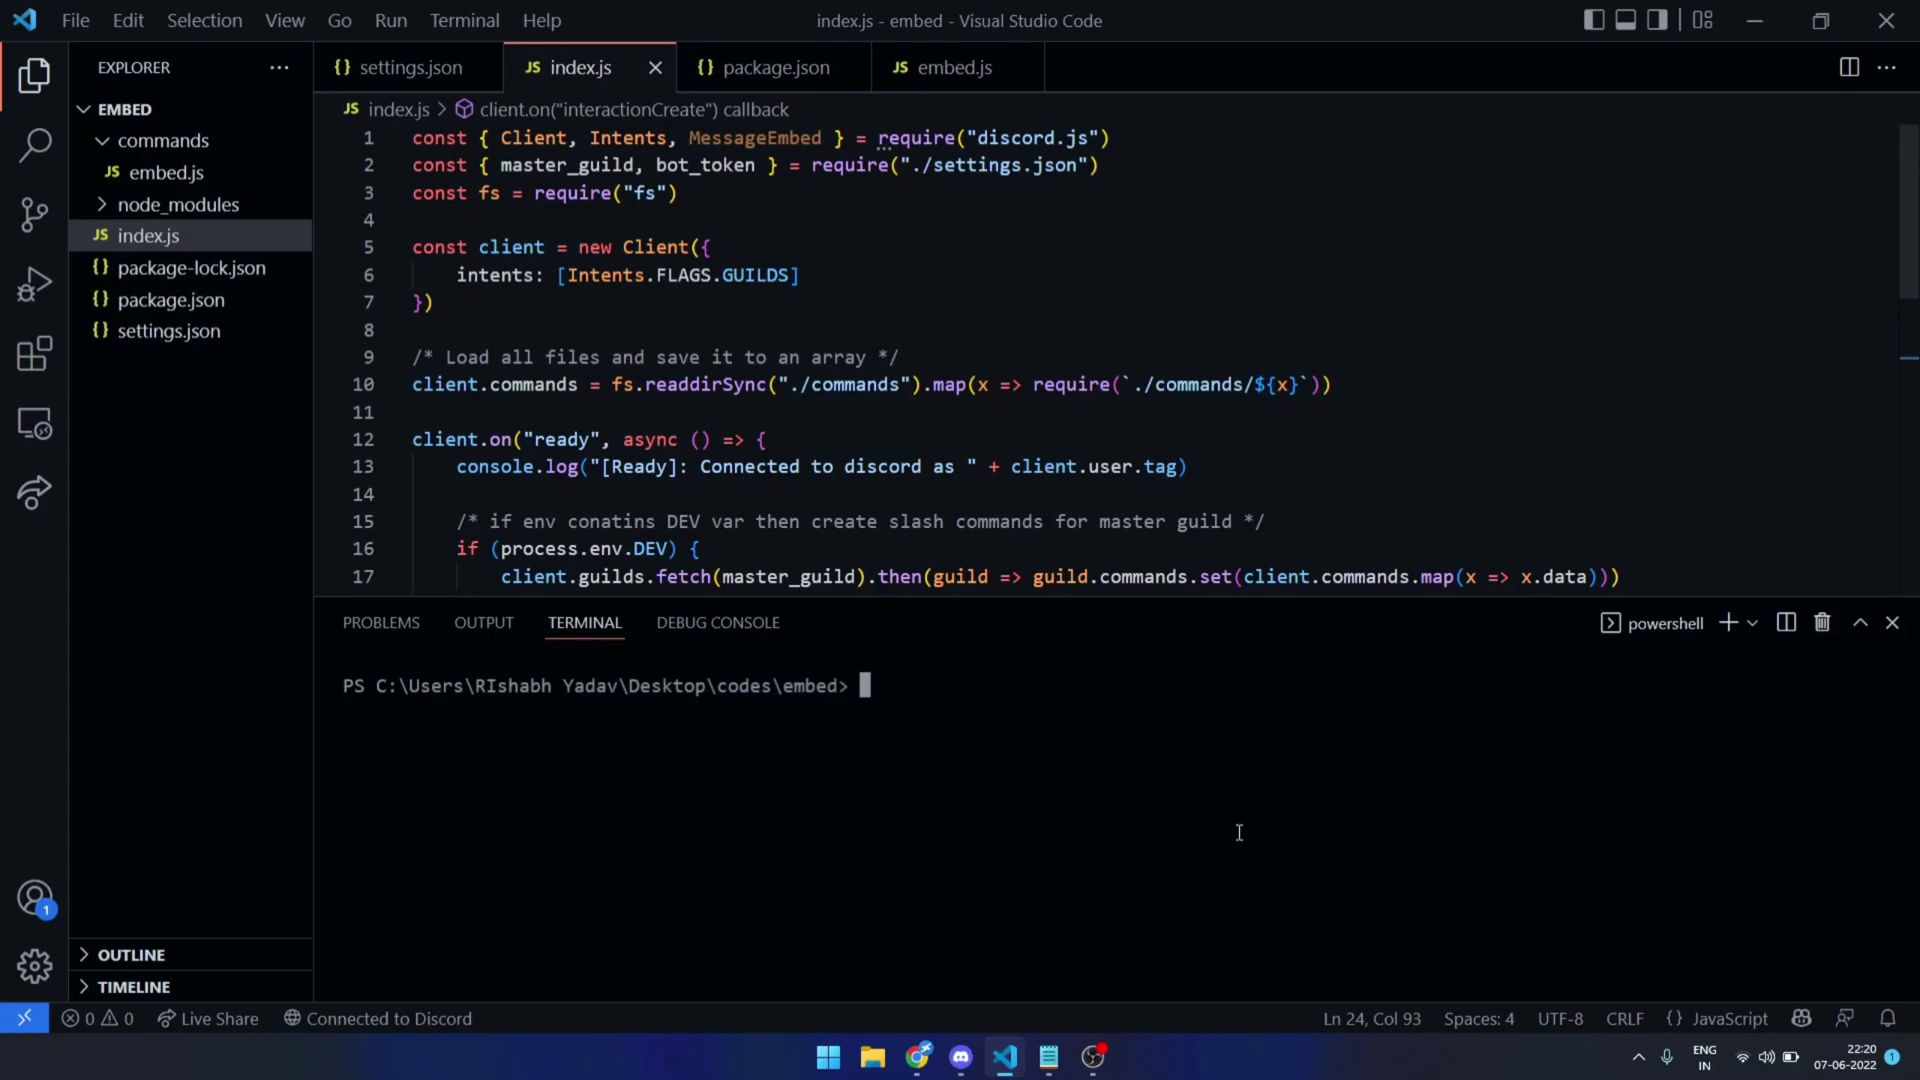 File Edit Selection View Go Run Terminal Help
index.js - embed - Visual Studio Code
EXPLORER
EMBED
commands
JS embed.js
node_modules
JS index.js
{} package-lock.json
{} package.json
{} settings.json
OUTLINE
TIMELINE
{} settings.json
JS index.js
{} package.json
JS embed.js
JS index.js > client.on("interactionCreate") callback
1 const { Client, Intents, MessageEmbed } = require("discord.js")
2 const { master_guild, bot_token } = require("./settings.json")
3 const fs = require("fs")
4
5 const client = new Client({
6 intents: [Intents.FLAGS.GUILDS]
7 })
8
9 /* Load all files and save it to an array */
10 client.commands = fs.readdirSync("./commands").map(x => require(`./commands/${x}`))
11
12 client.on("ready", async () => {
13 console.log("[Ready]: Connected to discord as " + client.user.tag)
14
15 /* if env conatins DEV var then create slash commands for master guild */
16 if (process.env.DEV) {
17 client.guilds.fetch(master_guild).then(guild => guild.commands.set(client.commands.map(x => x.data)))
PROBLEMS OUTPUT TERMINAL DEBUG CONSOLE
powershell
PS C:\Users\RIshabh Yadav\Desktop\codes\embed>
1
0 0 Live Share Connected to Discord
Ln 24, Col 93 Spaces: 4 UTF-8 CRLF {} JavaScript
ENG
IN
22:20
07-06-2022
1